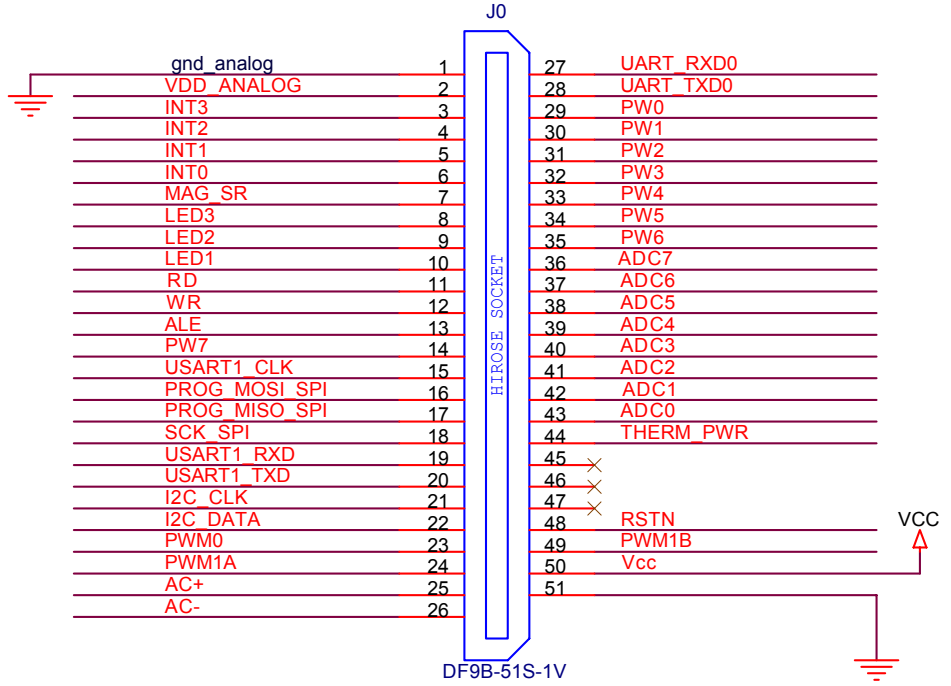 J0
gnd_analog 1
VDD_ANALOG 2
INT3 3
INT2 4
INT1 5
INT0 6
MAG_SR 7
LED3 8
LED2 9
LED1 10
RD 11
WR 12
ALE 13
PW7 14
USART1_CLK 15
PROG_MOSI_SPI 16
PROG_MISO_SPI 17
SCK_SPI 18
USART1_RXD 19
USART1_TXD 20
I2C_CLK 21
I2C_DATA 22
PWM0 23
PWM1A 24
AC+ 25
AC- 26
HIROSE SOCKET
27 UART_RXD0
28 UART_TXD0
29 PW0
30 PW1
31 PW2
32 PW3
33 PW4
34 PW5
35 PW6
36 ADC7
37 ADC6
38 ADC5
39 ADC4
40 ADC3
41 ADC2
42 ADC1
43 ADC0
44 THERM_PWR
45
46
47
48 RSTN
49 PWM1B
50 Vcc
51
VCC
DF9B-51S-1V